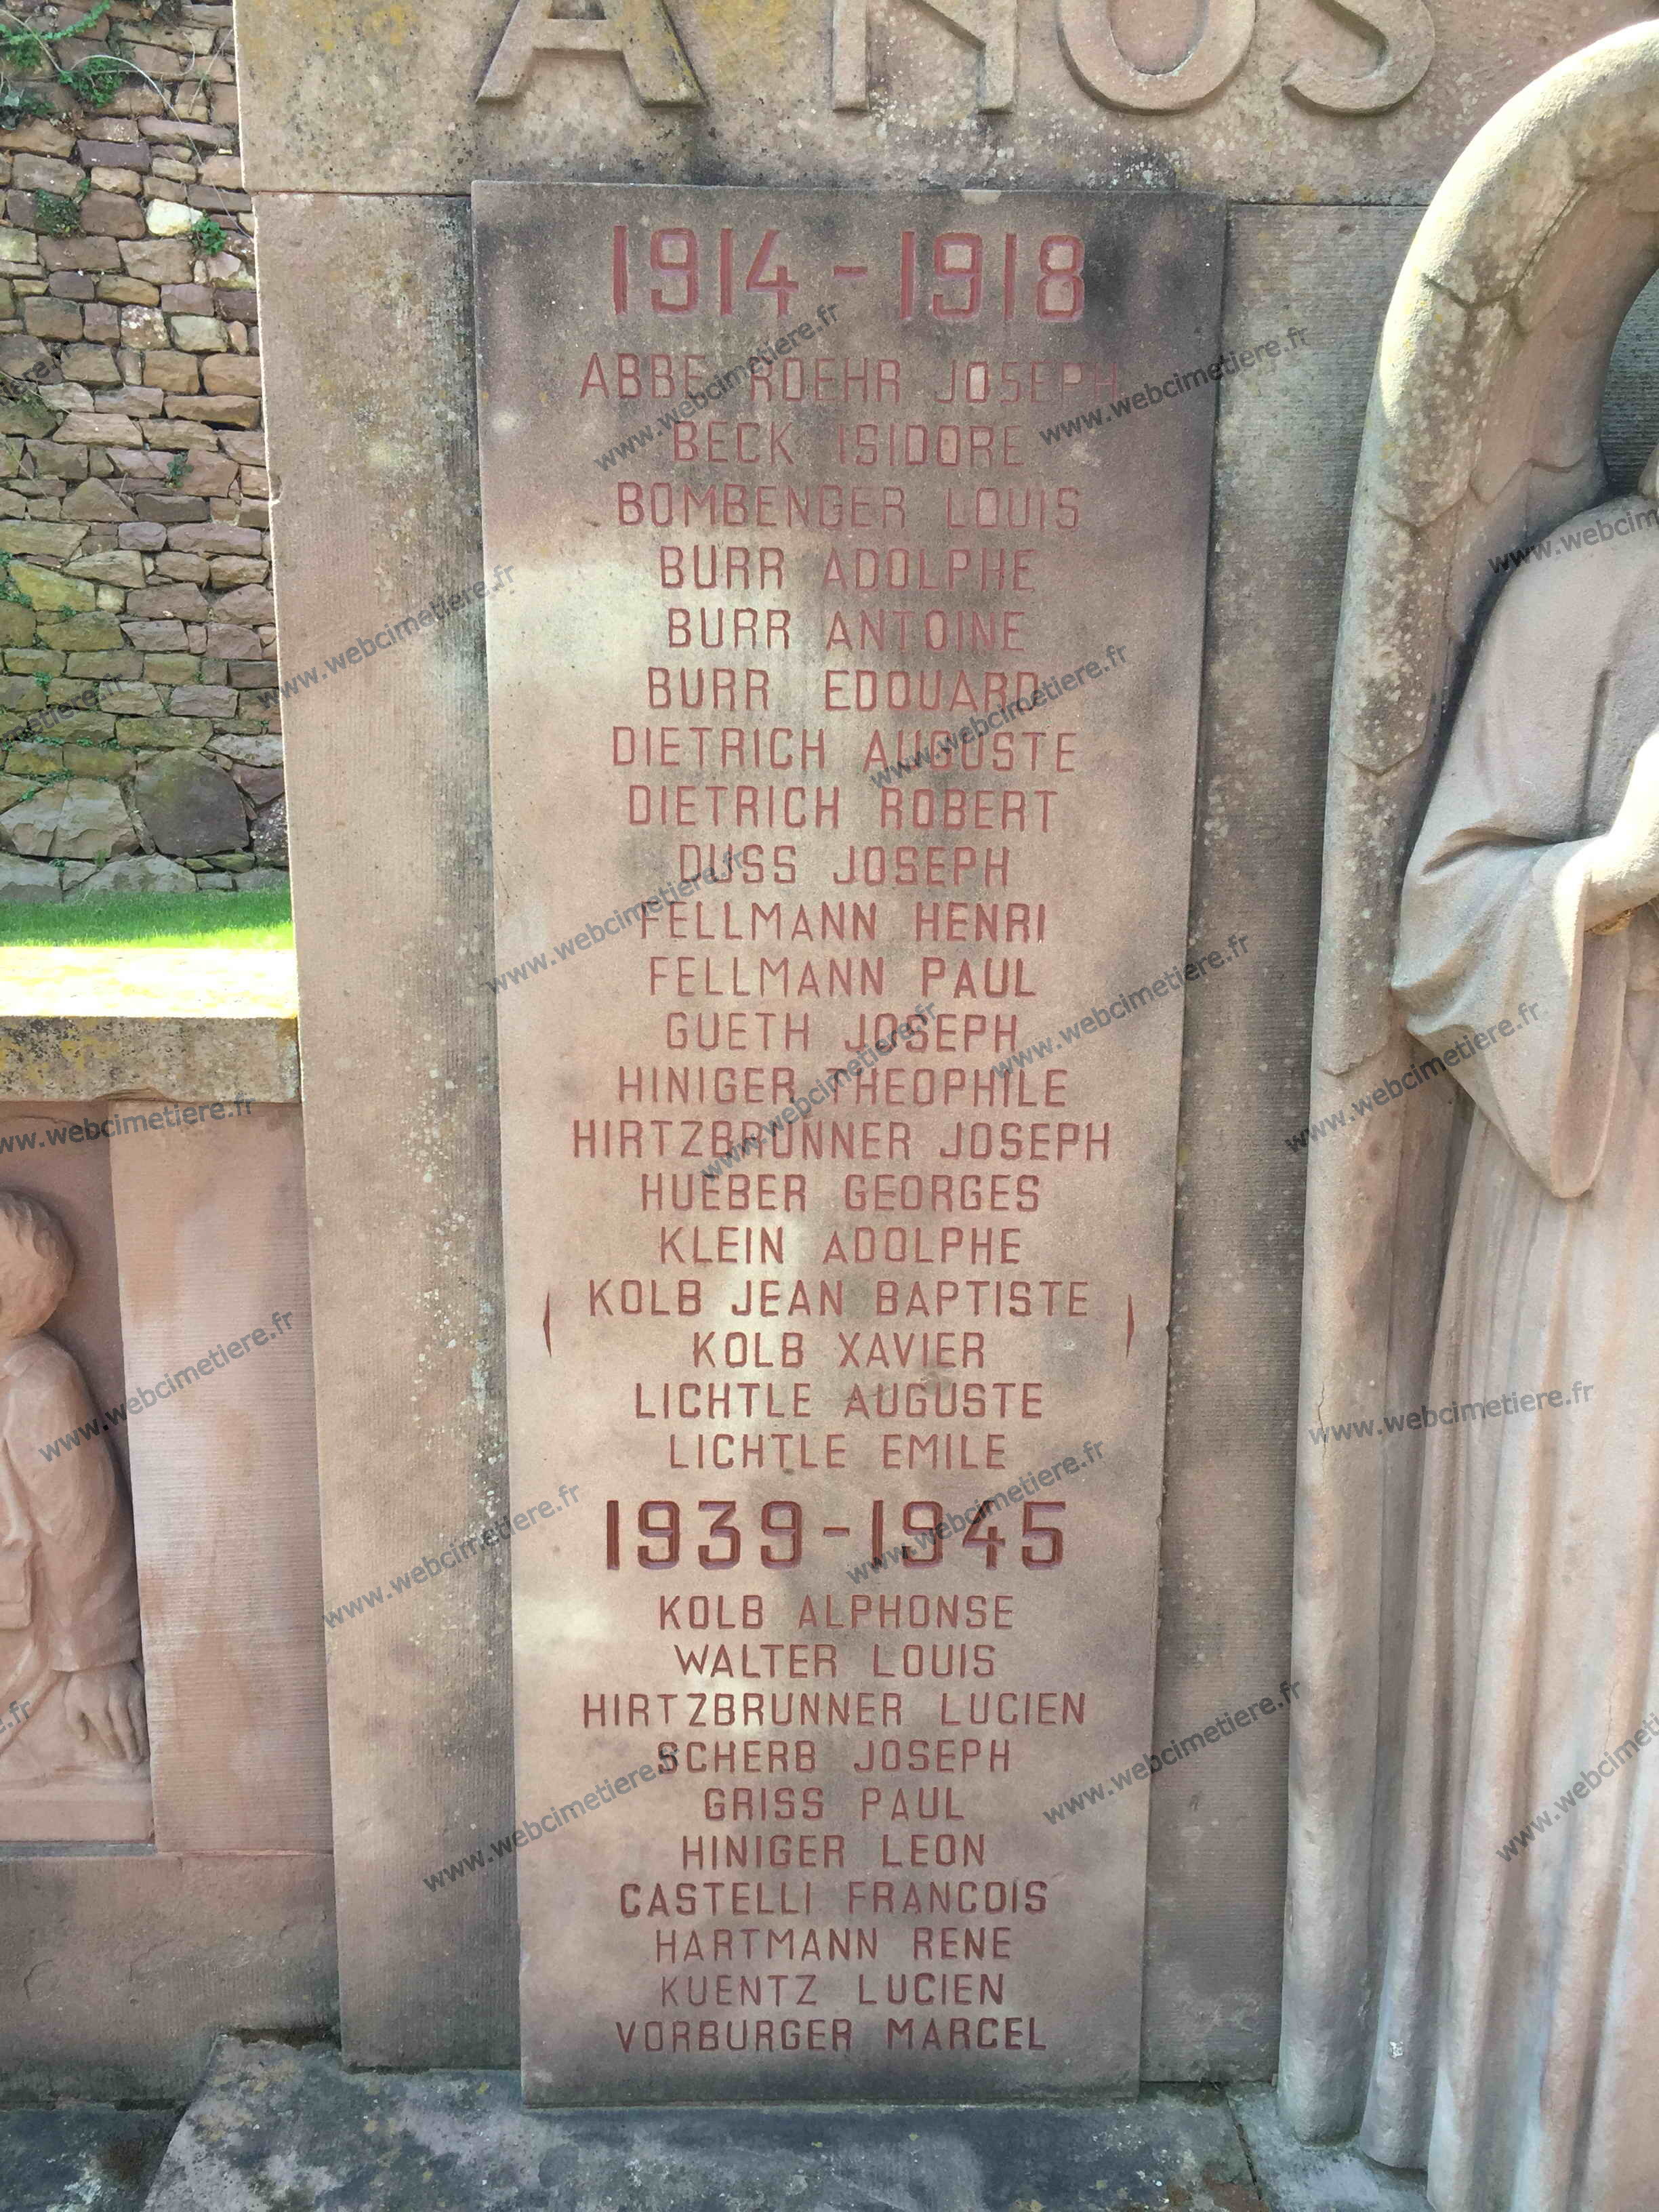 A NOS
1914 - 1918
ABBE ROEHR JOSEPH
BECK ISIDORE
BOMBENGER LOUIS
BURR ADOLPHE
BURR ANTOINE
BURR EDOUARD
DIETRICH AUGUSTE
DIETRICH ROBERT
DUSS JOSEPH
FELLMANN HENRI
FELLMANN PAUL
GUETH JOSEPH
HINIGER THEOPHILE
HIRTZBRUNNER JOSEPH
HUEBER GEORGES
KLEIN ADOLPHE
KOLB JEAN BAPTISTE
KOLB XAVIER
LICHTLE AUGUSTE
LICHTLE EMILE
1939-1945
KOLB ALPHONSE
WALTER LOUIS
HIRTZBRUNNER LUCIEN
SCHERB JOSEPH
GRISS PAUL
HINIGER LEON
CASTELLI FRANCOIS
HARTMANN RENE
KUENTZ LUCIEN
VORBURGER MARCEL
www.webcimetiere.fr